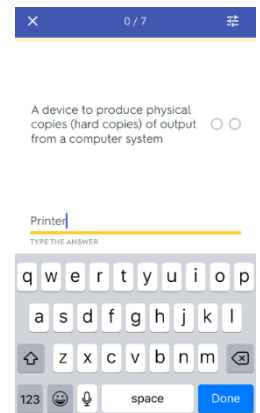 0 / 7
A device to produce physical
copies (hard copies) of output
from a computer system
Printer
TYPE THE ANSWER
q w e r t y u i o p
a s d f g h j k l
z x c v b n m
123 space Done